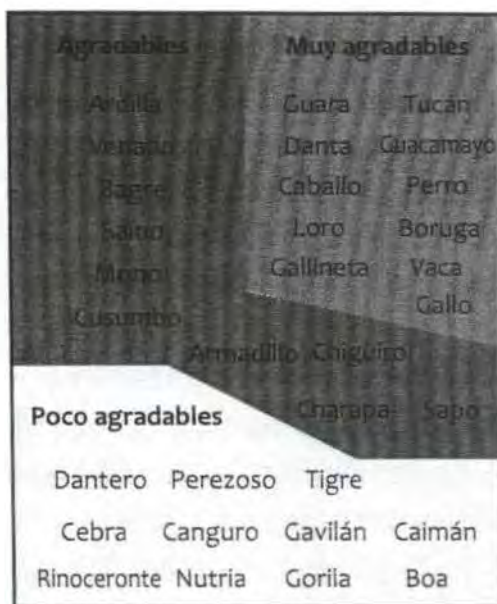 Agradables
Ardilla
Venado
Bagre
Saíno
Mono
Cusumbo
Armadillo Chigüiro
Charapa Sapo
Muy agradables
Guara Tucán
Danta Guacamayo
Caballo Perro
Loro Boruga
Gallineta Vaca
Gallo
Poco agradables
Dantero Perezoso Tigre
Cebra Canguro Gavilán Caimán
Rinoceronte Nutria Gorila Boa